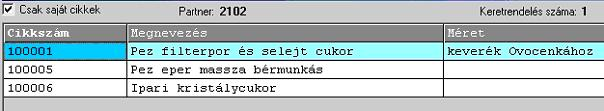 Csak saját cikkek Partner: 2102 Keretrendelés száma: 1
Cikkszám Megnevezés Méret
100001 Pez filterpor és selejt cukor keverék Ovocenkához
100005 Pez eper massza bérmunkás
100006 Ipari kristálycukor